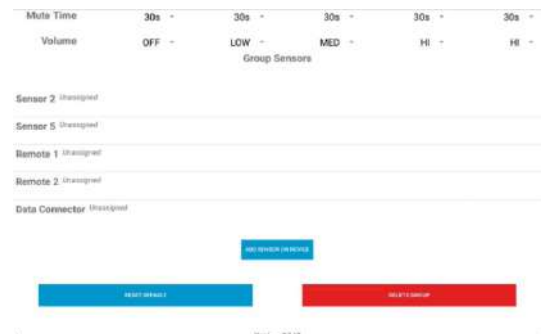 Mute Time 30s 30s 30s 30s 30s
Volume OFF LOW MED HI HI
Group Sensors
Sensor 2 Unassigned
Sensor 5 Unassigned
Remote 1 Unassigned
Remote 2 Unassigned
Data Connector Unassigned
ADD SENSOR OR DEVICE
RESET DEFAULT DELETE GROUP